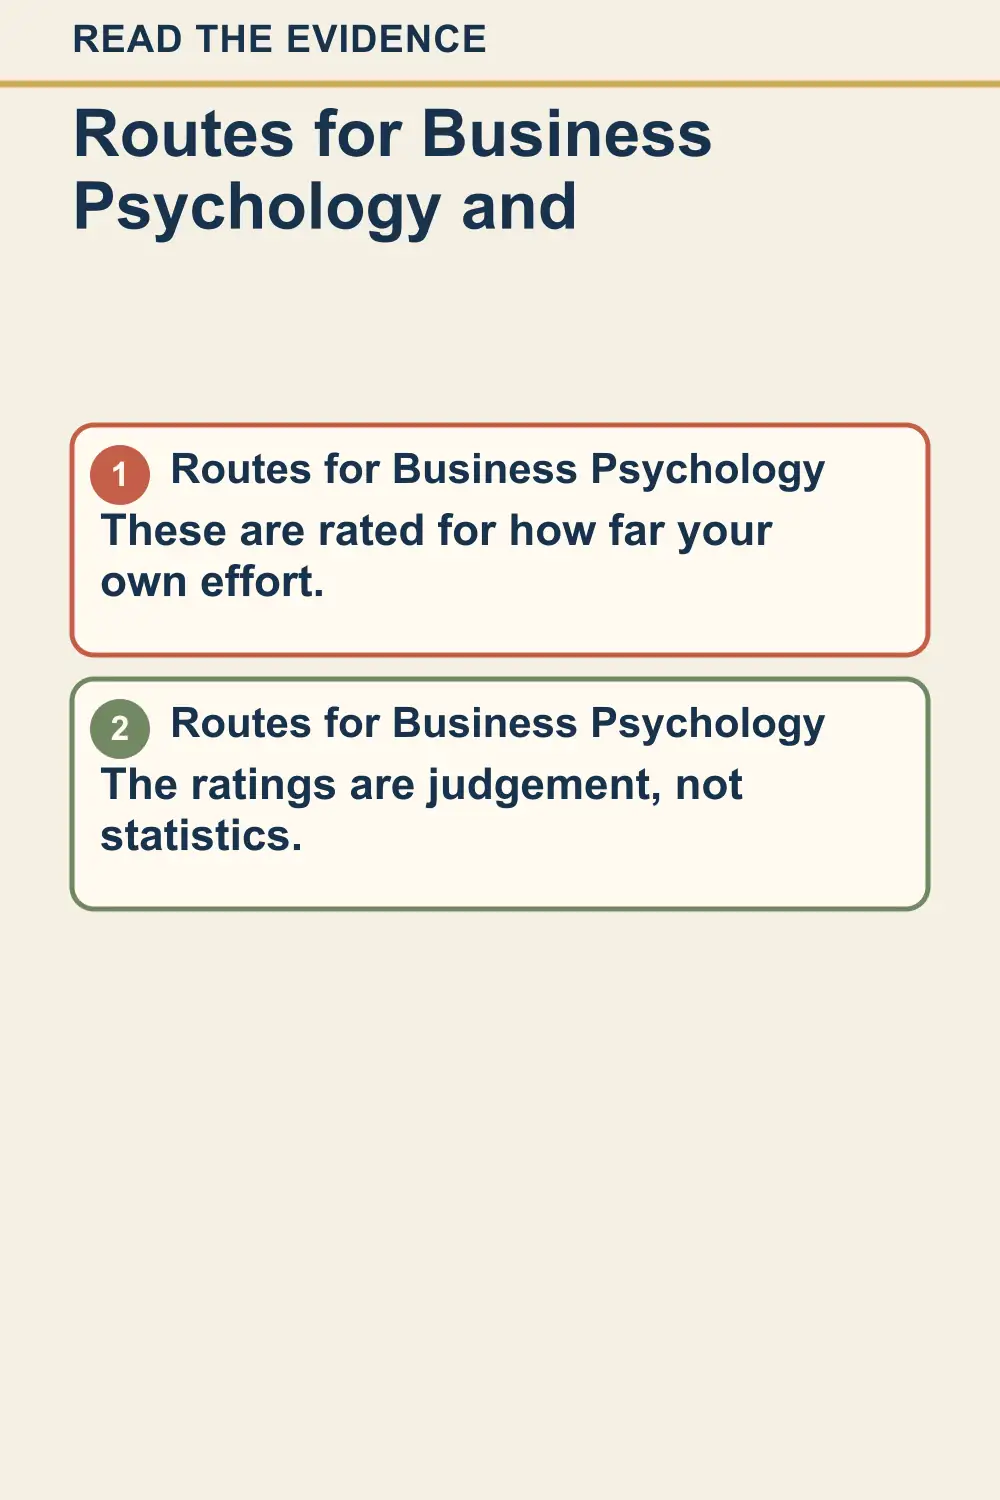 READ THE EVIDENCE
Routes for Business
Psychology and
1 Routes for Business Psychology
These are rated for how far your
own effort.
2 Routes for Business Psychology
The ratings are judgement, not
statistics.